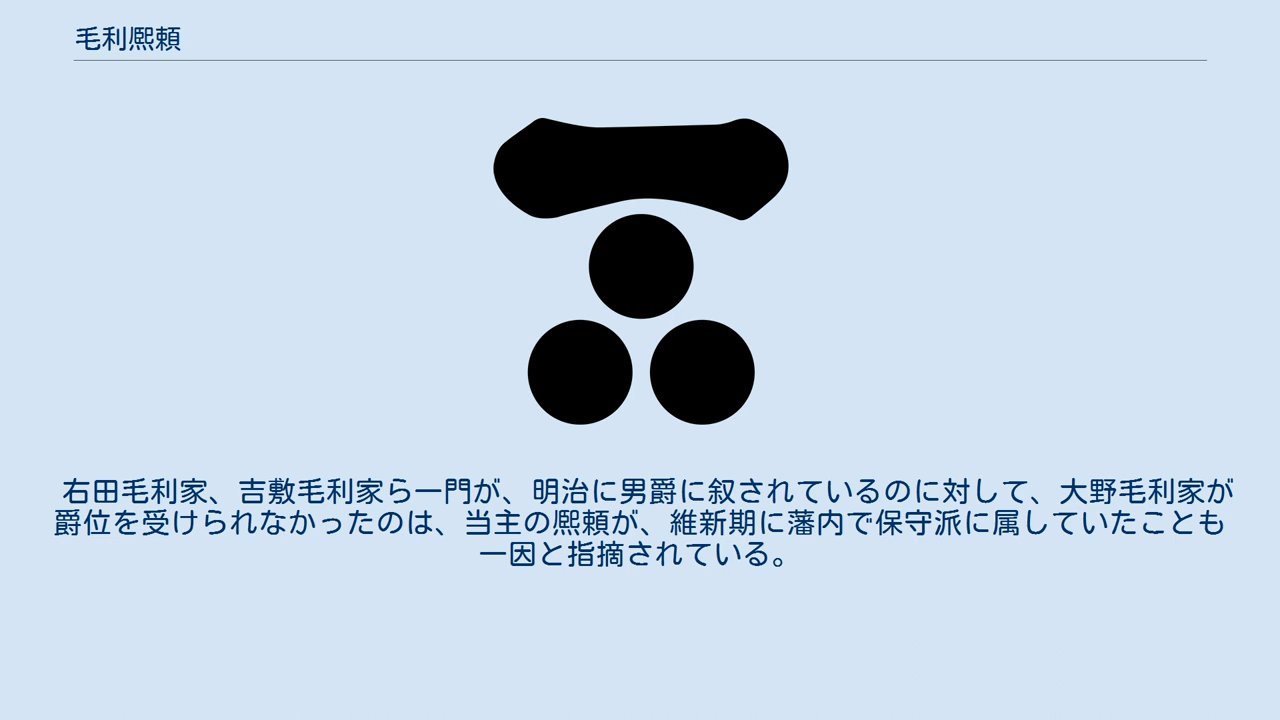 毛利熈頼
右田毛利家、吉敷毛利家ら一門が、明治に男爵に叙されているのに対して、大野毛利家が
爵位を受けられなかったのは、当主の熈頼が、維新期に藩内で保守派に属していたことも
一因と指摘されている。